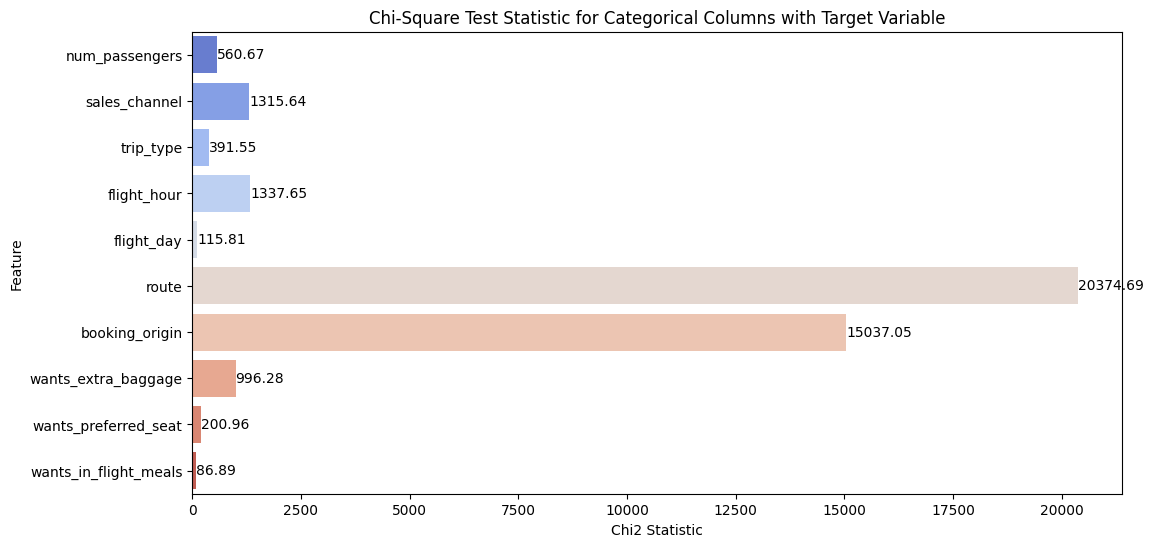 Chi-Square Test Statistic for Categorical Columns with Target Variable
Feature
num_passengers 560.67
sales_channel 1315.64
trip_type 391.55
flight_hour 1337.65
flight_day 115.81
route 20374.69
booking_origin 15037.05
wants_extra_baggage 996.28
wants_preferred_seat 200.96
wants_in_flight_meals 86.89
0 2500 5000 7500 10000 12500 15000 17500 20000
Chi2 Statistic